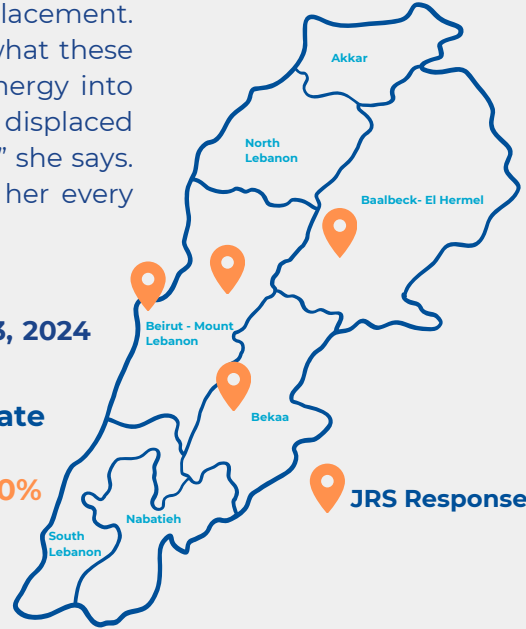 lacement.
what these
nergy into
displaced
” she says.
her every
3, 2024
ate
0%
Akkar
North
Lebanon
Baalbeck- El Hermel
Beirut - Mount
Lebanon
Bekaa
JRS Response
Nabatieh
South
Lebanon